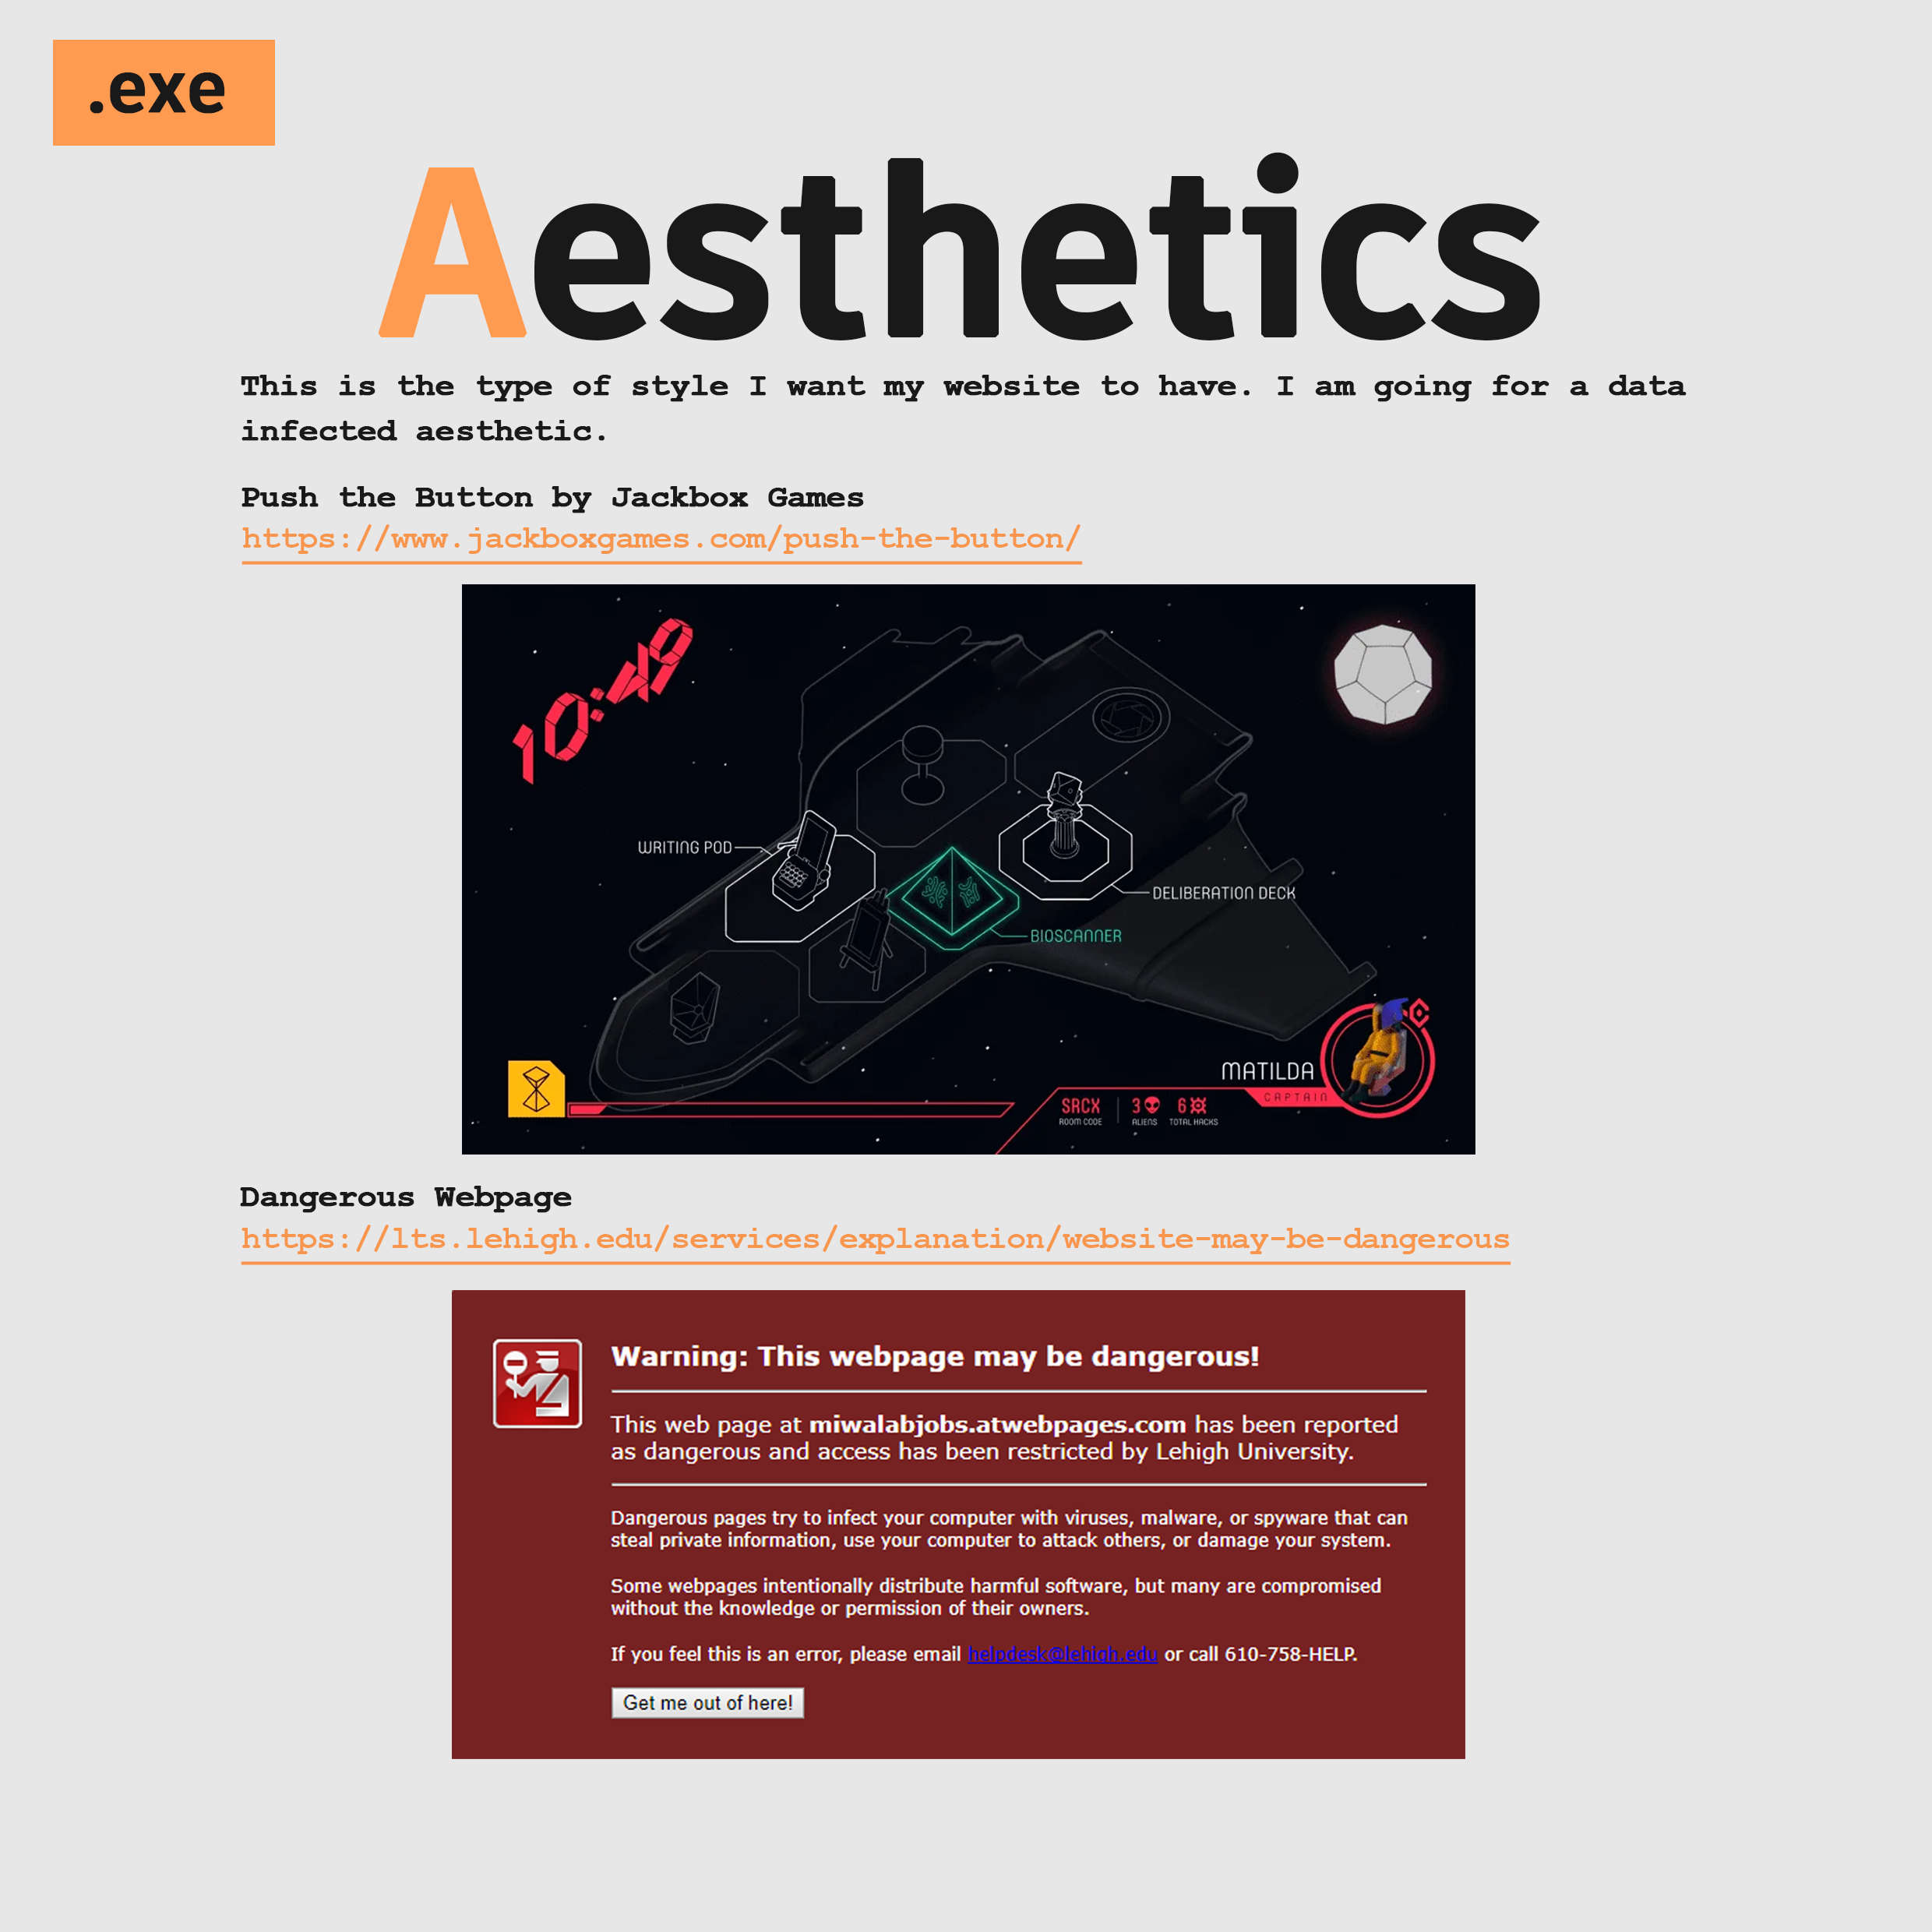 .exe
Aesthetics
This is the type of style I want my website to have. I am going for a data
infected aesthetic.
Push the Button by Jackbox Games
https://www.jackboxgames.com/push-the-button/
10:49
WRITING POD
DELIBERATION DECK
BIOSCANNER
MATILDA
CAPTAIN
SRCX 3 6
ROOM CODE ALIENS TOTAL HACKS
Dangerous Webpage
https://lts.lehigh.edu/services/explanation/website-may-be-dangerous
Warning: This webpage may be dangerous!
This web page at miwalabjobs.atwebpages.com has been reported
as dangerous and access has been restricted by Lehigh University.
Dangerous pages try to infect your computer with viruses, malware, or spyware that can
steal private information, use your computer to attack others, or damage your system.
Some webpages intentionally distribute harmful software, but many are compromised
without the knowledge or permission of their owners.
If you feel this is an error, please email helpdesk@lehigh.edu or call 610-758-HELP.
Get me out of here!